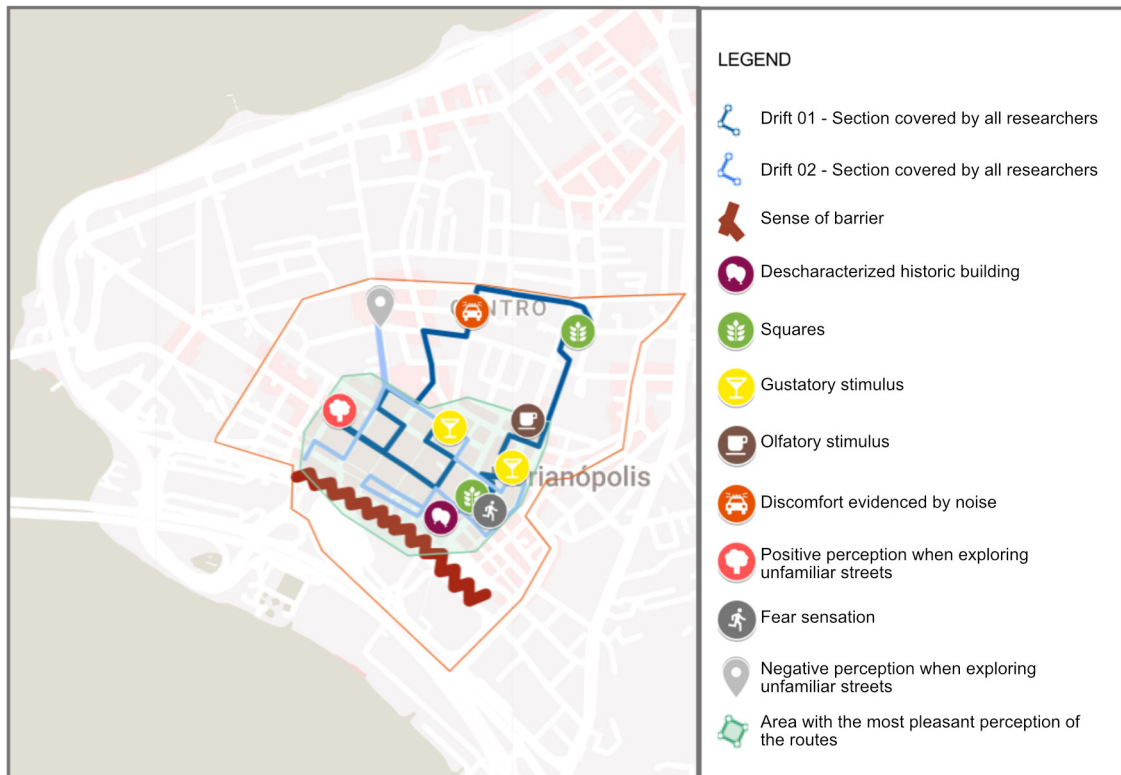 LEGEND
Drift 01 - Section covered by all researchers
Drift 02 - Section covered by all researchers
Sense of barrier
Descharacterized historic building
Squares
Gustatory stimulus
Olfatory stimulus
Discomfort evidenced by noise
Positive perception when exploring
unfamiliar streets
Fear sensation
Negative perception when exploring
unfamiliar streets
Area with the most pleasant perception of
the routes